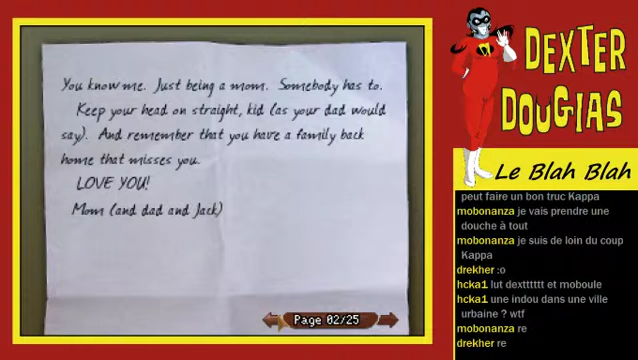 You know me. Just being a mom. Somebody has to.
Keep your head on straight, kid (as your dad would
say). And remember that you have a family back
home that misses you.
LOVE YOU!
Mom (and dad and Jack)
Page 02/25
DEXTER
DOUGLAS
Le Blah Blah
peut faire un bon truc Kappa
mobonanza je vais prendre une
douche à tout
mobonanza je suis de loin du coup
Kappa
drekher :o
hcka1 lut dextttttt et moboule
hcka1 une indou dans une ville
urbaine ? wtf
mobonanza re
drekher re